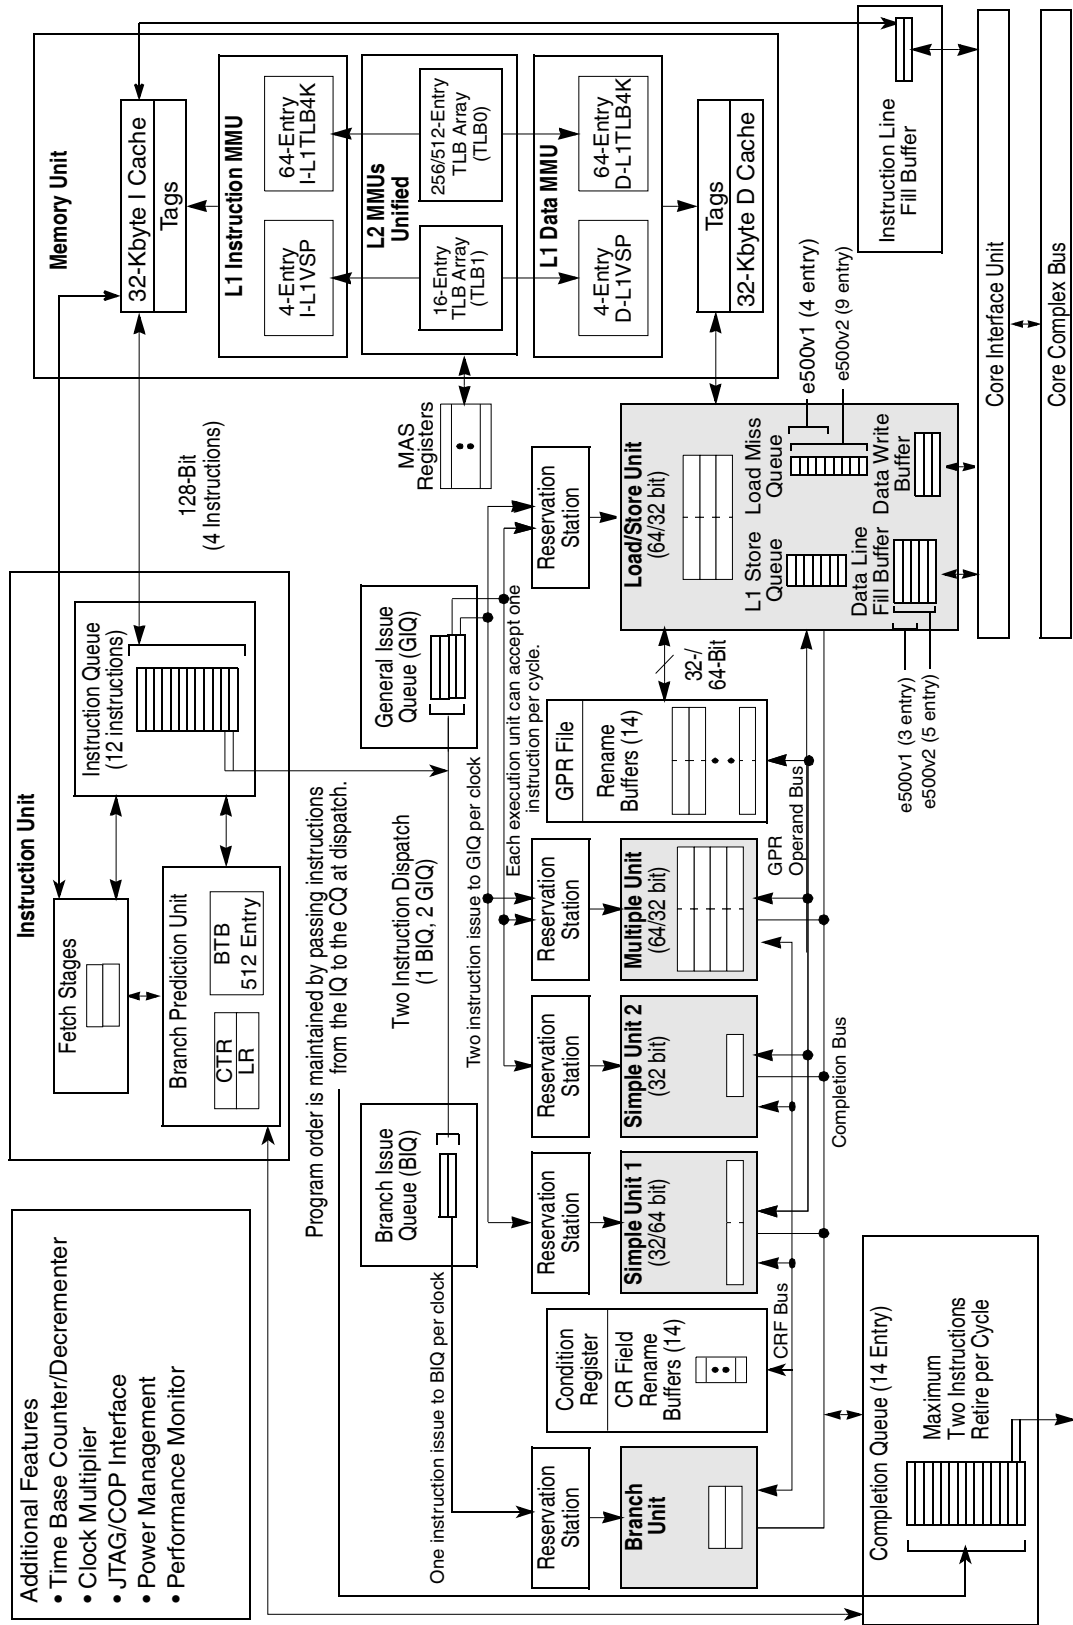 Additional Features
• Time Base Counter/Decrementer
• Clock Multiplier
• JTAG/COP Interface
• Power Management
• Performance Monitor
Instruction Unit
Fetch Stages
Branch Prediction Unit
CTR
LR
BTB
512 Entry
Instruction Queue
(12 instructions)
128-Bit
(4 Instructions)
Memory Unit
32-Kbyte I Cache
Tags
L1 Instruction MMU
4-Entry
I-L1VSP
64-Entry
I-L1TLB4K
L2 MMUs
Unified
16-Entry
TLB Array
(TLB1)
256/512-Entry
TLB Array
(TLB0)
L1 Data MMU
4-Entry
D-L1VSP
64-Entry
D-L1TLB4K
Tags
32-Kbyte D Cache
MAS
Registers
Program order is maintained by passing instructions
from the IQ to the CQ at dispatch.
Two Instruction Dispatch
(1 BIQ, 2 GIQ)
Branch Issue
Queue (BIQ)
General Issue
Queue (GIQ)
One instruction issue to BIQ per clock
Two instruction issue to GIQ per clock
Each execution unit can accept one
instruction per cycle.
Reservation
Station
Reservation
Station
Reservation
Station
Reservation
Station
Reservation
Station
Branch
Unit
Condition
Register
CR Field
Rename
Buffers (14)
CRF Bus
Simple Unit 1
(32/64 bit)
Simple Unit 2
(32 bit)
Multiple Unit
(64/32 bit)
GPR File
Rename
Buffers (14)
32-/
64-Bit
GPR
Operand Bus
Completion Bus
Load/Store Unit
(64/32 bit)
L1 Store
Queue
Load Miss
Queue
Data Line
Fill Buffer
Data Write
Buffer
e500v1 (4 entry)
e500v2 (9 entry)
e500v1 (3 entry)
e500v2 (5 entry)
Instruction Line
Fill Buffer
Completion Queue (14 Entry)
Maximum
Two Instructions
Retire per Cycle
Core Interface Unit
Core Complex Bus